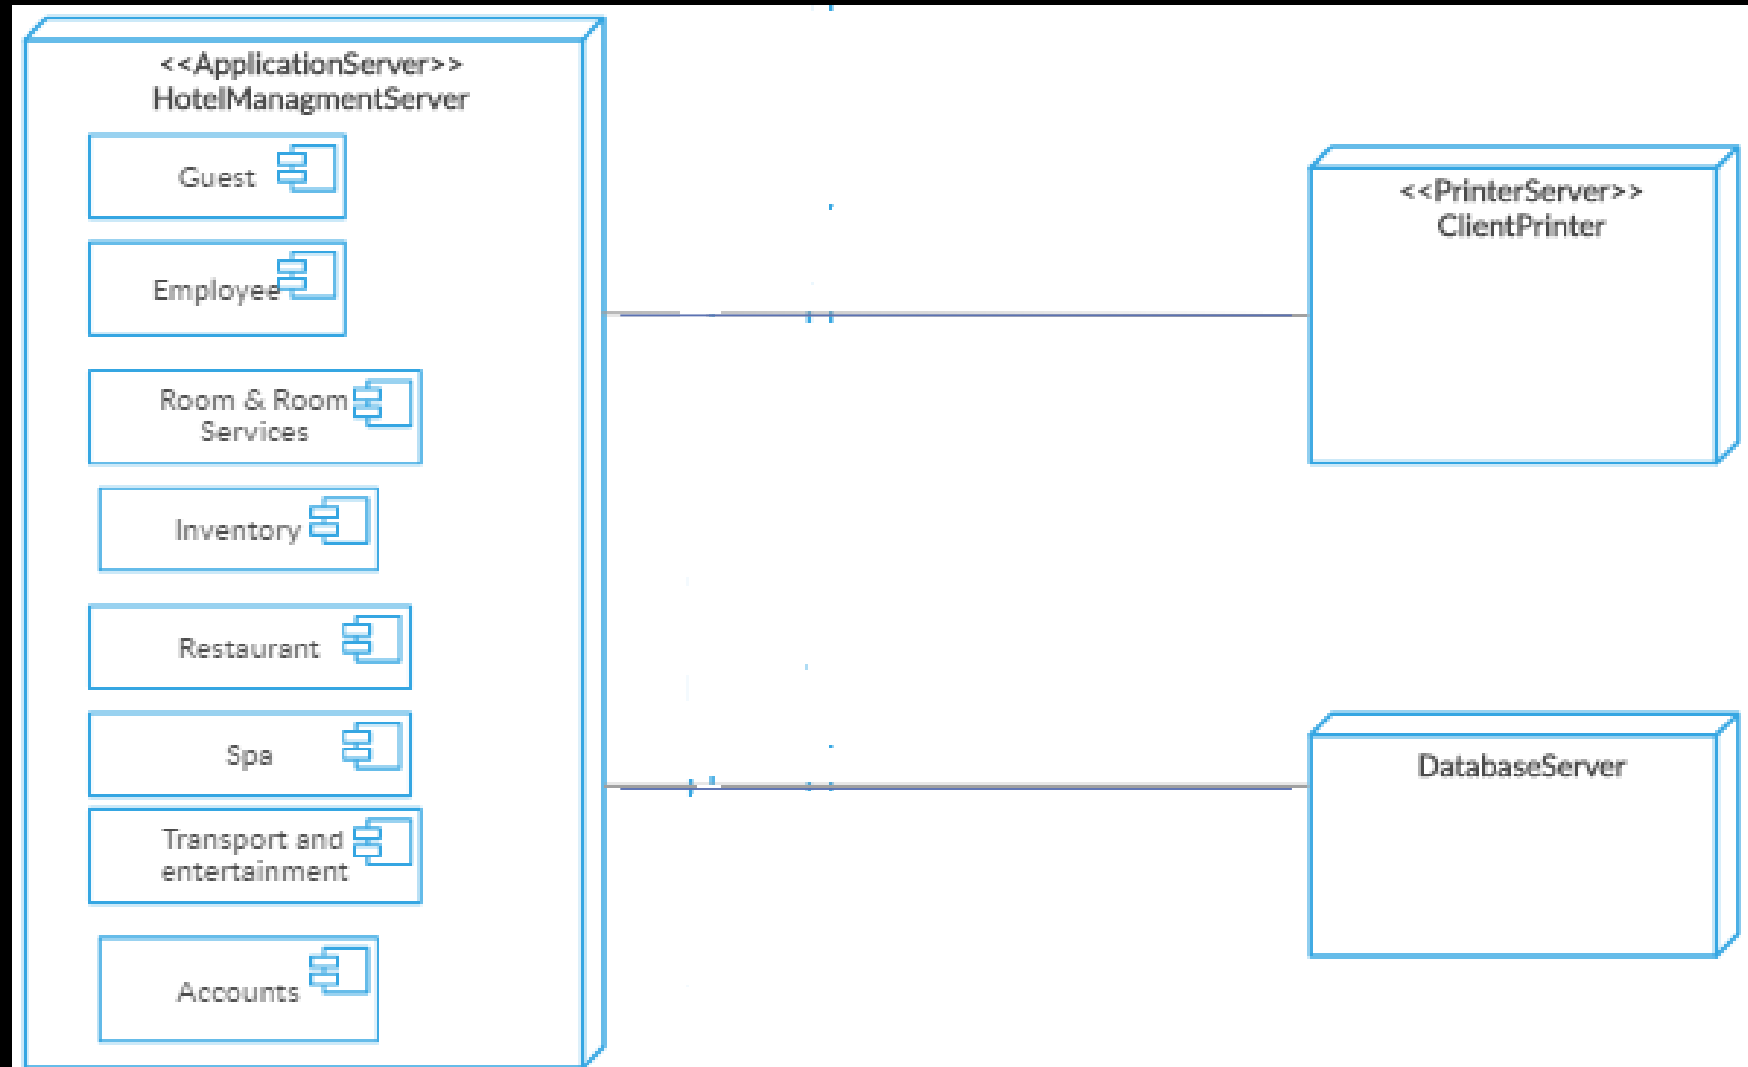 <<ApplicationServer>>
HotelManagmentServer
Guest
Employee
Room & Room
Services
Inventory
Restaurant
Spa
Transport and
entertainment
Accounts
<<PrinterServer>>
ClientPrinter
DatabaseServer